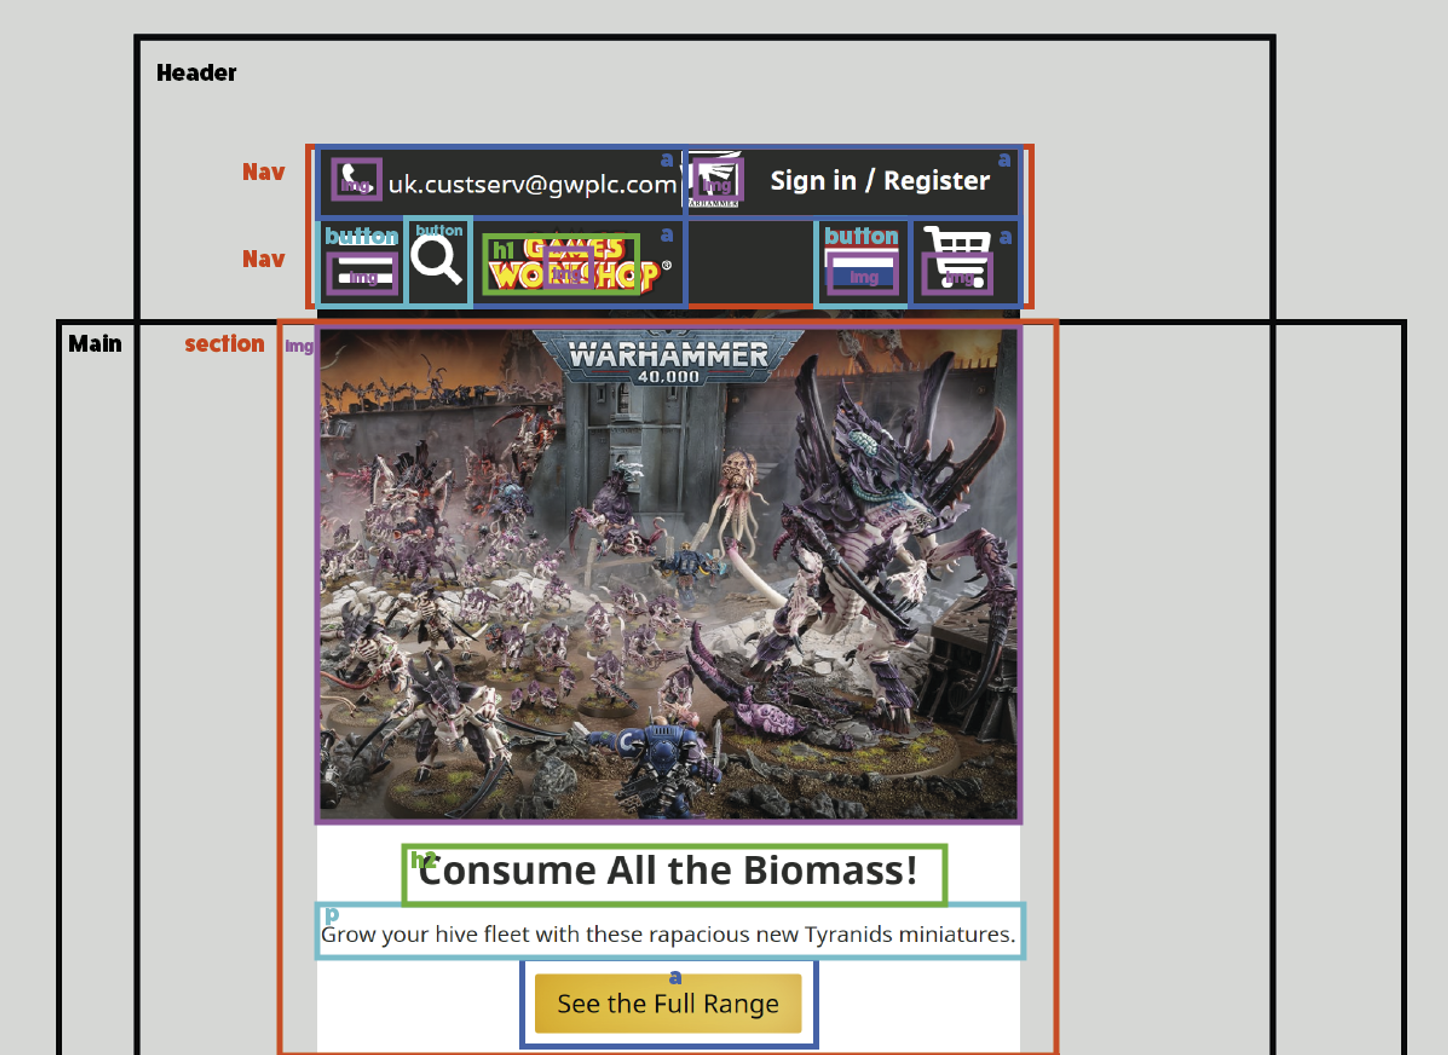 Header
Nav
a
a
img
uk.custserv@gwplc.com
img
WARHAMMER
Sign in / Register
Nav
button
button
h1
GAMES
WORKSHOP®
a
button
a
img
img
img
img
Main
section
img
WARHAMMER
40,000
h2
Consume All the Biomass!
p
Grow your hive fleet with these rapacious new Tyranids miniatures.
a
See the Full Range